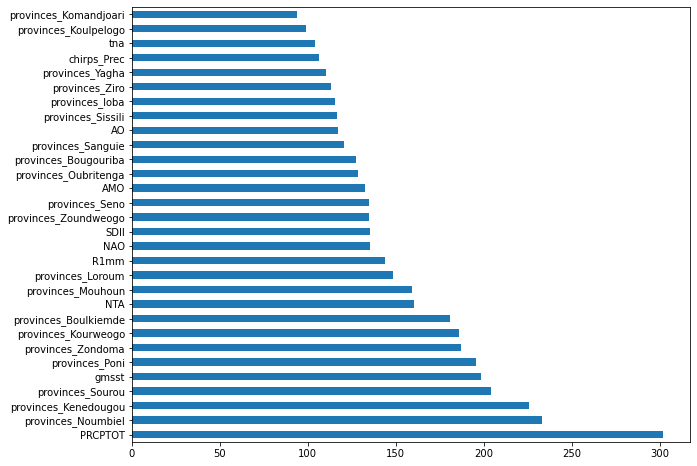 provinces_Komandjoari
provinces_Koulpelogo
tna
chirps_Prec
provinces_Yagha
provinces_Ziro
provinces_Ioba
provinces_Sissili
AO
provinces_Sanguie
provinces_Bougouriba
provinces_Oubritenga
AMO
provinces_Seno
provinces_Zoundweogo
SDII
NAO
R1mm
provinces_Loroum
provinces_Mouhoun
NTA
provinces_Boulkiemde
provinces_Kourweogo
provinces_Zondoma
provinces_Poni
gmsst
provinces_Sourou
provinces_Kenedougou
provinces_Noumbiel
PRCPTOT
0 50 100 150 200 250 300